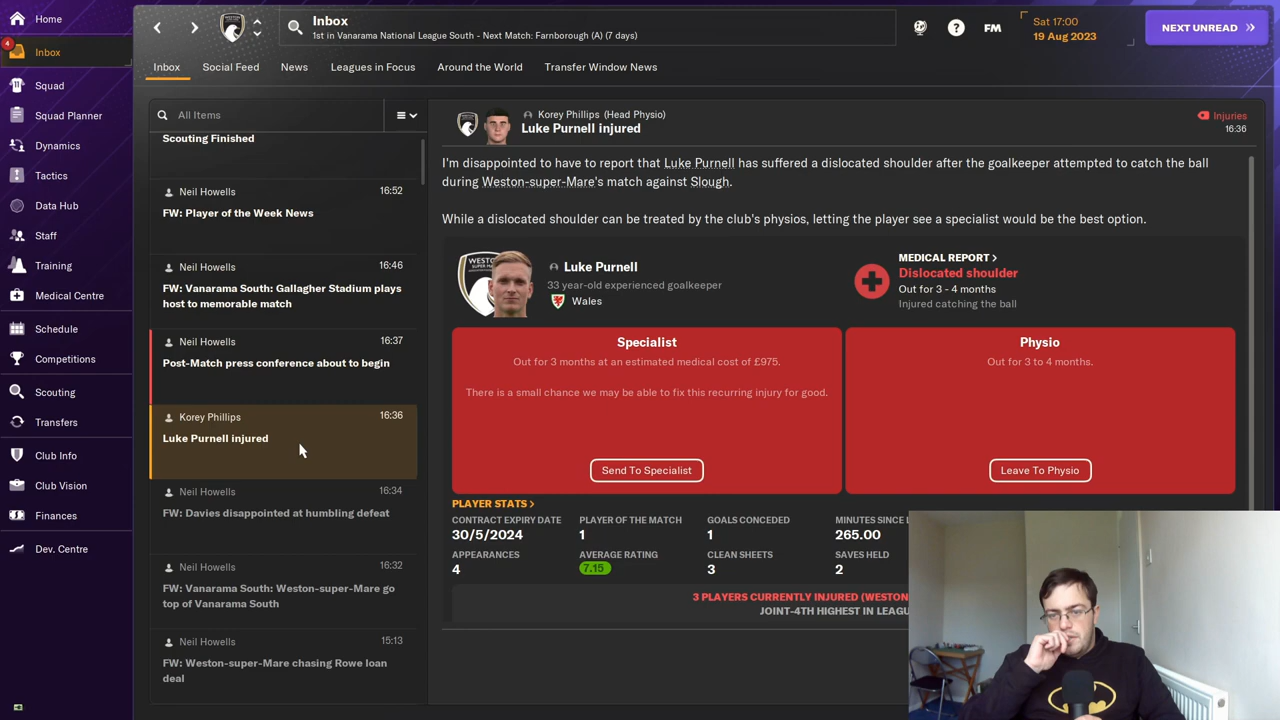 Home
4
Inbox
Squad
Squad Planner
Dynamics
Tactics
Data Hub
Staff
Training
Medical Centre
Schedule
Competitions
Scouting
Transfers
Club Info
Club Vision
Finances
Dev. Centre
Inbox
1st in Vanarama National League South - Next Match: Farnborough (A) (7 days)
?
FM
Sat 17:00
19 Aug 2023
NEXT UNREAD
Inbox
Social Feed
News
Leagues in Focus
Around the World
Transfer Window News
All Items
Scouting Finished
Neil Howells 16:52
FW: Player of the Week News
Neil Howells 16:46
FW: Vanarama South: Gallagher Stadium plays
host to memorable match
Neil Howells 16:37
Post-Match press conference about to begin
Korey Phillips 16:36
Luke Purnell injured
Neil Howells 16:34
FW: Davies disappointed at humbling defeat
Neil Howells 16:32
FW: Vanarama South: Weston-super-Mare go
top of Vanarama South
Neil Howells 15:13
FW: Weston-super-Mare chasing Rowe loan
deal
Korey Phillips (Head Physio)
Luke Purnell injured
Injuries
16:36
I'm disappointed to have to report that Luke Purnell has suffered a dislocated shoulder after the goalkeeper attempted to catch the ball
during Weston-super-Mare's match against Slough.
While a dislocated shoulder can be treated by the club's physios, letting the player see a specialist would be the best option.
Luke Purnell
33 year-old experienced goalkeeper
Wales
MEDICAL REPORT >
Dislocated shoulder
Out for 3 - 4 months
Injured catching the ball
Specialist
Out for 3 months at an estimated medical cost of £975.
There is a small chance we may be able to fix this recurring injury for good.
Send To Specialist
Physio
Out for 3 to 4 months.
Leave To Physio
PLAYER STATS >
CONTRACT EXPIRY DATE
30/5/2024
PLAYER OF THE MATCH
1
GOALS CONCEDED
1
MINUTES SINCE L
265.00
APPEARANCES
4
AVERAGE RATING
7.15
CLEAN SHEETS
3
SAVES HELD
2
3 PLAYERS CURRENTLY INJURED (WESTON
JOINT-4TH HIGHEST IN LEAGU